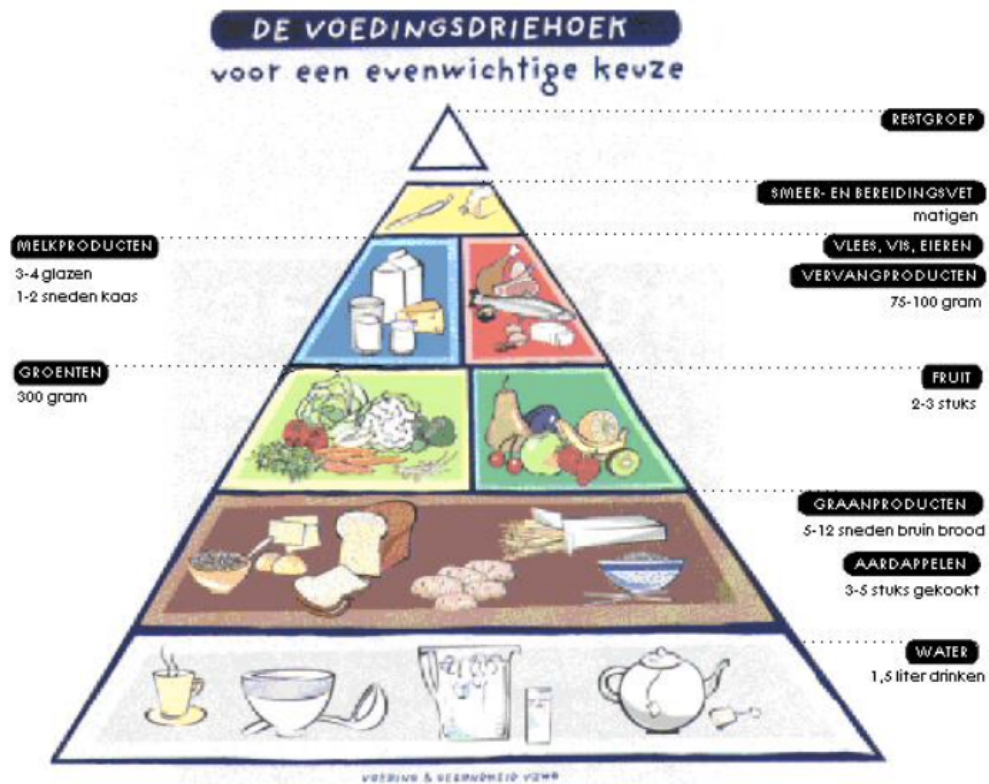 DE VOEDINGSDRIEHOEK
voor een evenwichtige keuze
RESTGROEP
SMEER- EN BEREIDINGSVET
matigen
MELKPRODUCTEN
3-4 glazen
1-2 sneden kaas
VLEES, VIS, EIEREN
VERVANGPRODUCTEN
75-100 gram
GROENTEN
300 gram
FRUIT
2-3 stuks
GRAANPRODUCTEN
5-12 sneden bruin brood
AARDAPPELEN
3-5 stuks gekookt
WATER
1,5 liter drinken
VOEDING & GEZONDHEID